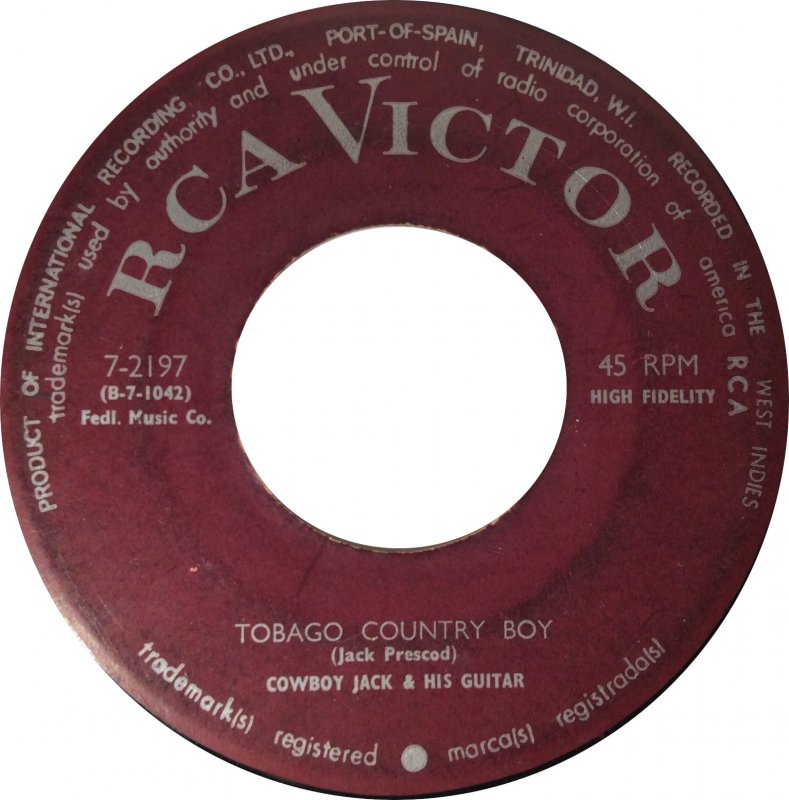 PRODUCT OF INTERNATIONAL RECORDING CO., LTD., PORT-OF-SPAIN, TRINIDAD, W.I. RECORDED IN THE WEST INDIES
trademark(s) used by authority and under control of radio corporation of america RCA
RCA VICTOR
7-2197
(B-7-1042)
Fedl. Music Co.
45 RPM
HIGH FIDELITY
TOBAGO COUNTRY BOY
(Jack Prescod)
COWBOY JACK & HIS GUITAR
trademark(s) registered ● marca(s) registrada(s)